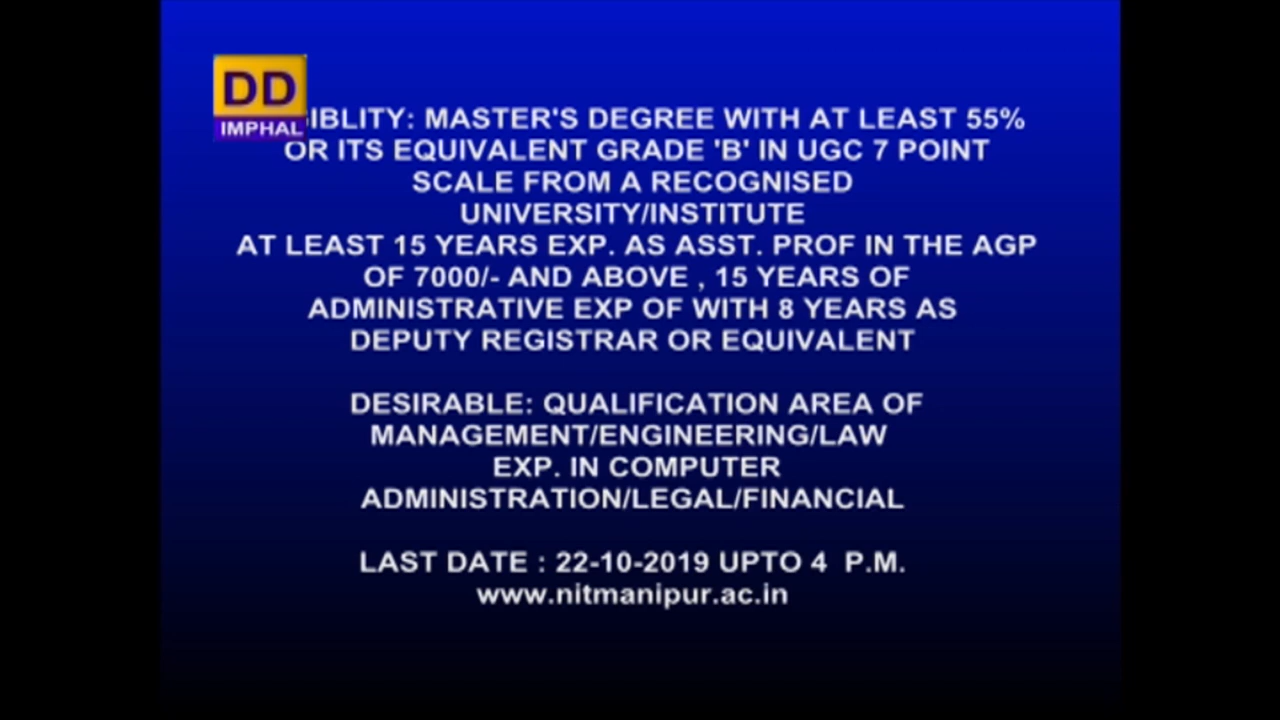 DD
IMPHAL
IBLITY: MASTER'S DEGREE WITH AT LEAST 55%
OR ITS EQUIVALENT GRADE 'B' IN UGC 7 POINT
SCALE FROM A RECOGNISED
UNIVERSITY/INSTITUTE
AT LEAST 15 YEARS EXP. AS ASST. PROF IN THE AGP
OF 7000/- AND ABOVE , 15 YEARS OF
ADMINISTRATIVE EXP OF WITH 8 YEARS AS
DEPUTY REGISTRAR OR EQUIVALENT
DESIRABLE: QUALIFICATION AREA OF
MANAGEMENT/ENGINEERING/LAW
EXP. IN COMPUTER
ADMINISTRATION/LEGAL/FINANCIAL
LAST DATE : 22-10-2019 UPTO 4  P.M.
www.nitmanipur.ac.in